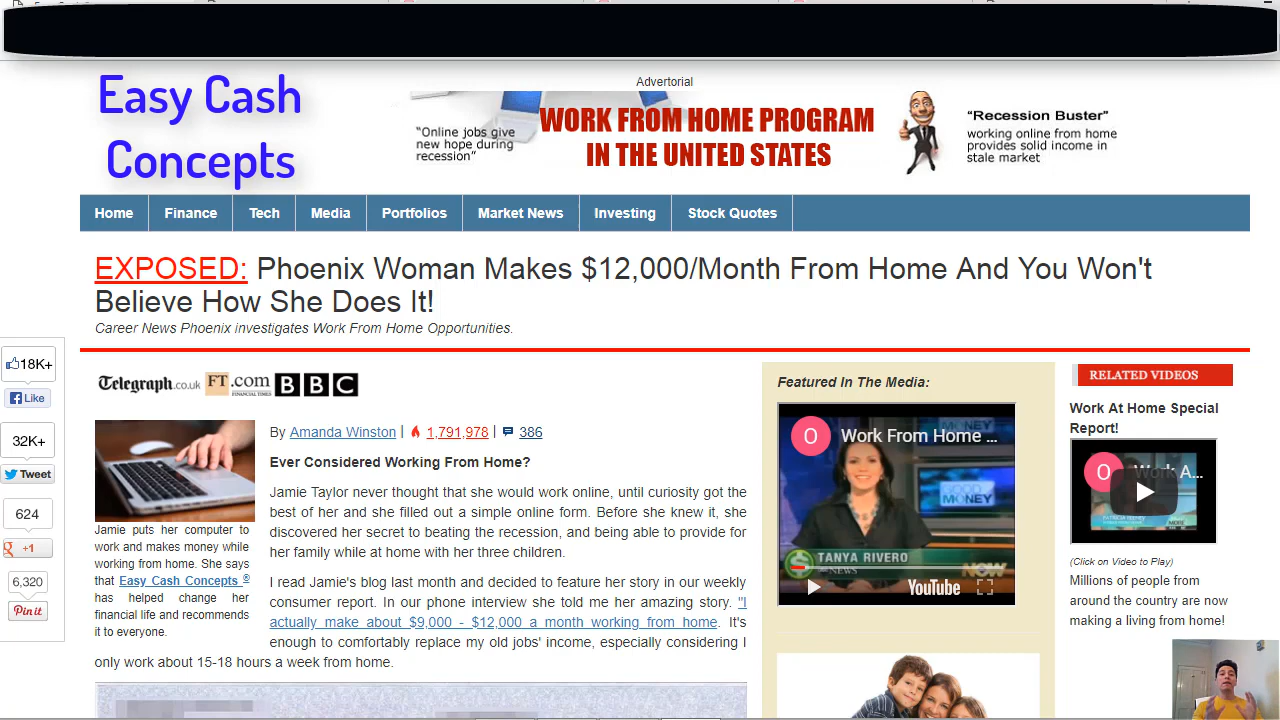 Easy Cash
Concepts
Advertorial
"Online jobs give
new hope during
recession"
WORK FROM HOME PROGRAM
IN THE UNITED STATES
"Recession Buster"
working online from home
provides solid income in
stale market
Home Finance Tech Media Portfolios Market News Investing Stock Quotes
EXPOSED: Phoenix Woman Makes $12,000/Month From Home And You Won't
Believe How She Does It!
Career News Phoenix investigates Work From Home Opportunities.
18K+
Like
32K+
Tweet
624
+1
6,320
Pin it
Telegraph.co.uk FT.com FINANCIAL TIMES BBC
By Amanda Winston | 1,791,978 | 386
Ever Considered Working From Home?
Jamie Taylor never thought that she would work online, until curiosity got the
best of her and she filled out a simple online form. Before she knew it, she
discovered her secret to beating the recession, and being able to provide for
her family while at home with her three children.
I read Jamie's blog last month and decided to feature her story in our weekly
consumer report. In our phone interview she told me her amazing story. "I
actually make about $9,000 - $12,000 a month working from home. It's
enough to comfortably replace my old jobs' income, especially considering I
only work about 15-18 hours a week from home.
Jamie puts her computer to
work and makes money while
working from home. She says
that Easy Cash Concepts ®
has helped change her
financial life and recommends
it to everyone.
Featured In The Media:
O Work From Home ...
GOOD
MONEY
TANYA RIVERO
NEWS
NOW
YouTube
RELATED VIDEOS
Work At Home Special
Report!
O Work A...
(Click on Video to Play)
Millions of people from
around the country are now
making a living from home!